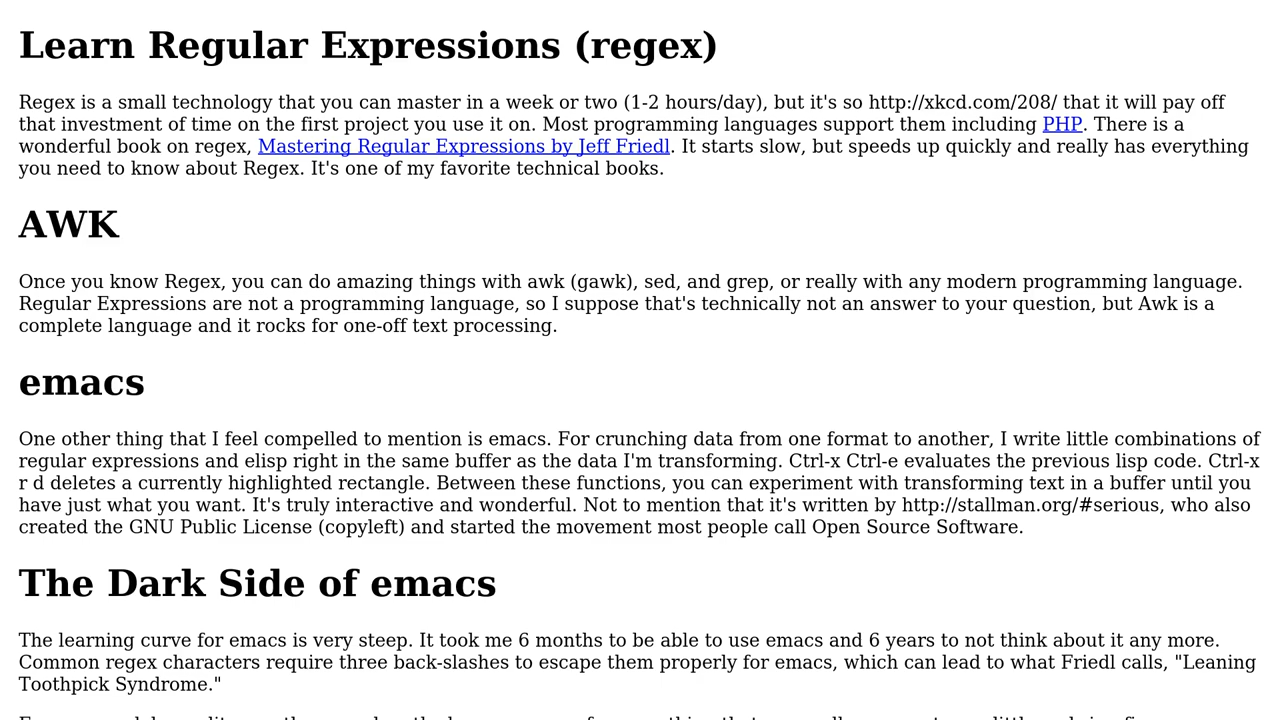 Learn Regular Expressions (regex)
Regex is a small technology that you can master in a week or two (1-2 hours/day), but it's so http://xkcd.com/208/ that it will pay off
that investment of time on the first project you use it on. Most programming languages support them including PHP. There is a
wonderful book on regex, Mastering Regular Expressions by Jeff Friedl. It starts slow, but speeds up quickly and really has everything
you need to know about Regex. It's one of my favorite technical books.
AWK
Once you know Regex, you can do amazing things with awk (gawk), sed, and grep, or really with any modern programming language.
Regular Expressions are not a programming language, so I suppose that's technically not an answer to your question, but Awk is a
complete language and it rocks for one-off text processing.
emacs
One other thing that I feel compelled to mention is emacs. For crunching data from one format to another, I write little combinations of
regular expressions and elisp right in the same buffer as the data I'm transforming. Ctrl-x Ctrl-e evaluates the previous lisp code. Ctrl-x
r d deletes a currently highlighted rectangle. Between these functions, you can experiment with transforming text in a buffer until you
have just what you want. It's truly interactive and wonderful. Not to mention that it's written by http://stallman.org/#serious, who also
created the GNU Public License (copyleft) and started the movement most people call Open Source Software.
The Dark Side of emacs
The learning curve for emacs is very steep. It took me 6 months to be able to use emacs and 6 years to not think about it any more.
Common regex characters require three back-slashes to escape them properly for emacs, which can lead to what Friedl calls, "Leaning
Toothpick Syndrome."